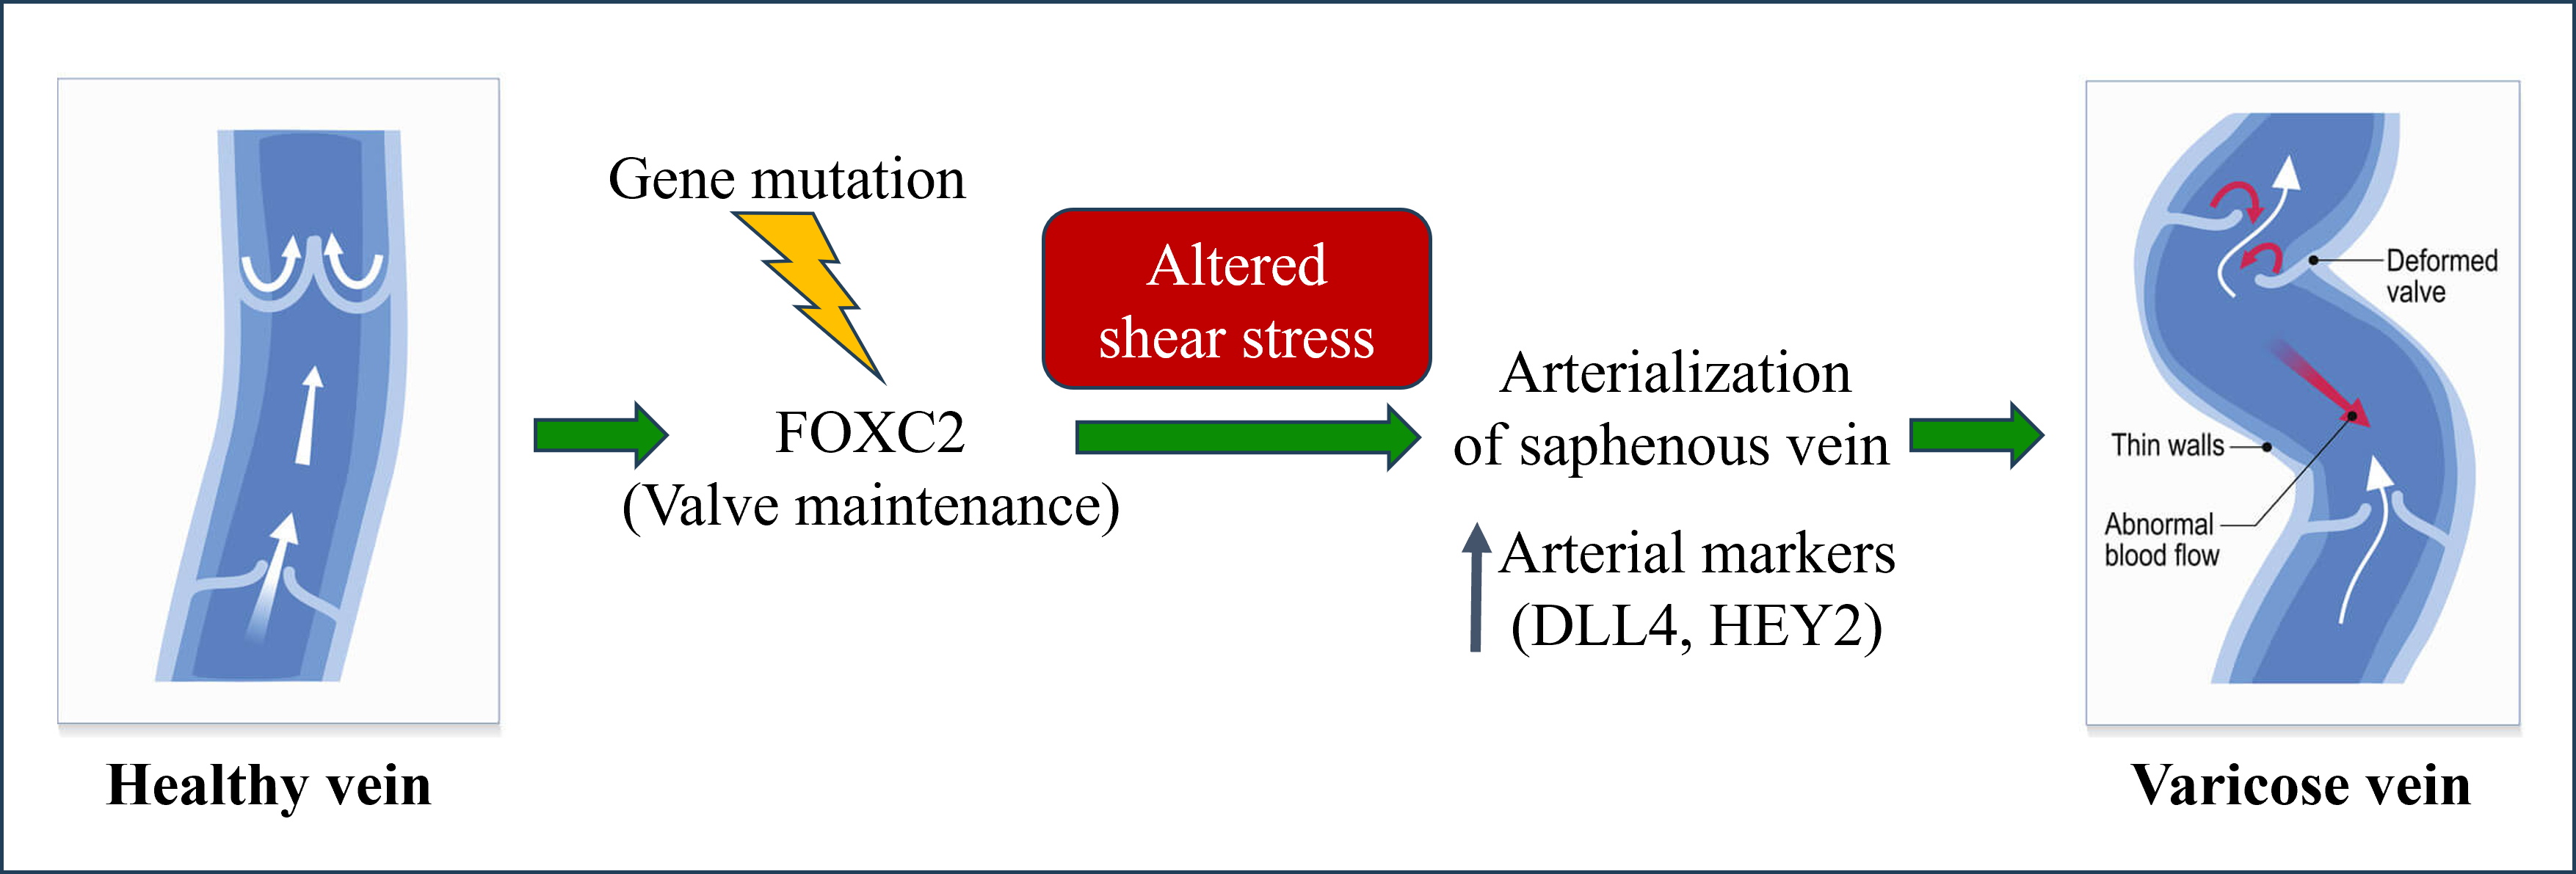 Gene mutation
Altered
shear stress
FOXC2
(Valve maintenance)
Arterialization
of saphenous vein
Arterial markers
(DLL4, HEY2)
Deformed
valve
Thin walls
Abnormal
blood flow
Healthy vein
Varicose vein